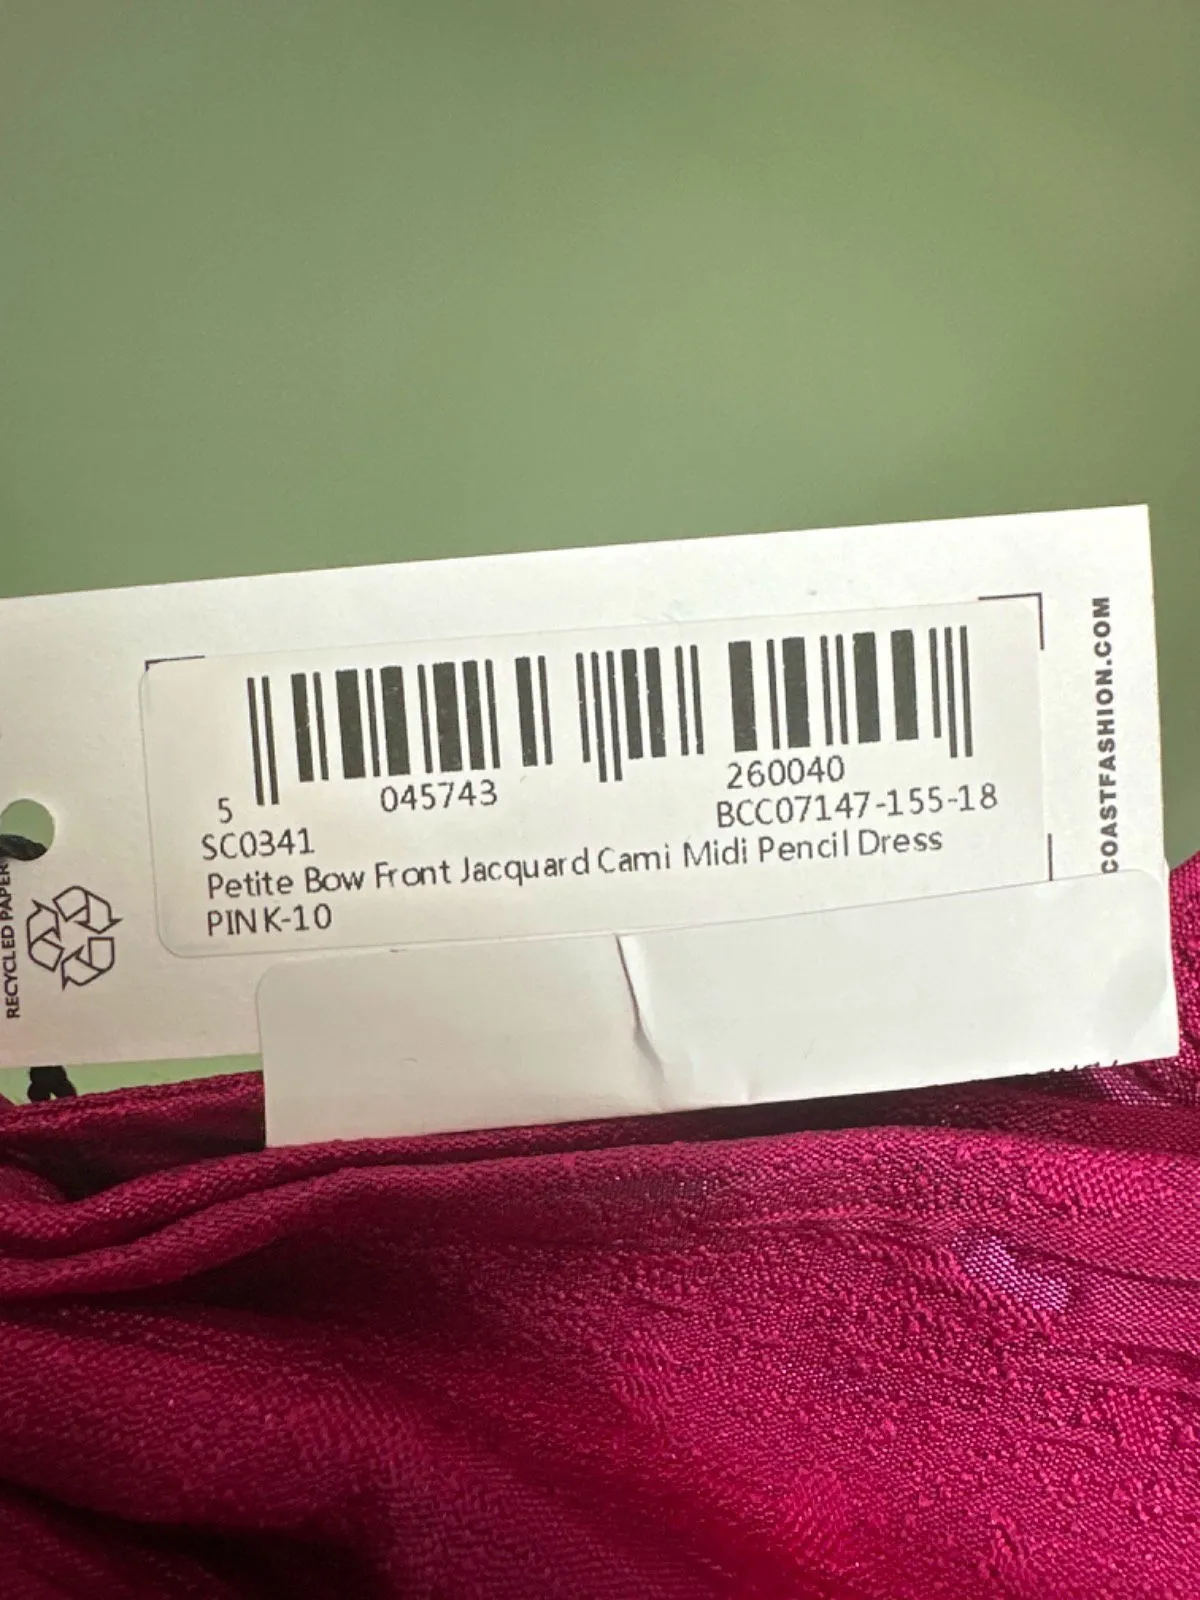 5 045743 260040
SC0341 BCC07147-155-18
Petite Bow Front Jacquard Cami Midi Pencil Dress
PINK-10
COASTFASHION.COM
RECYCLED PAPER